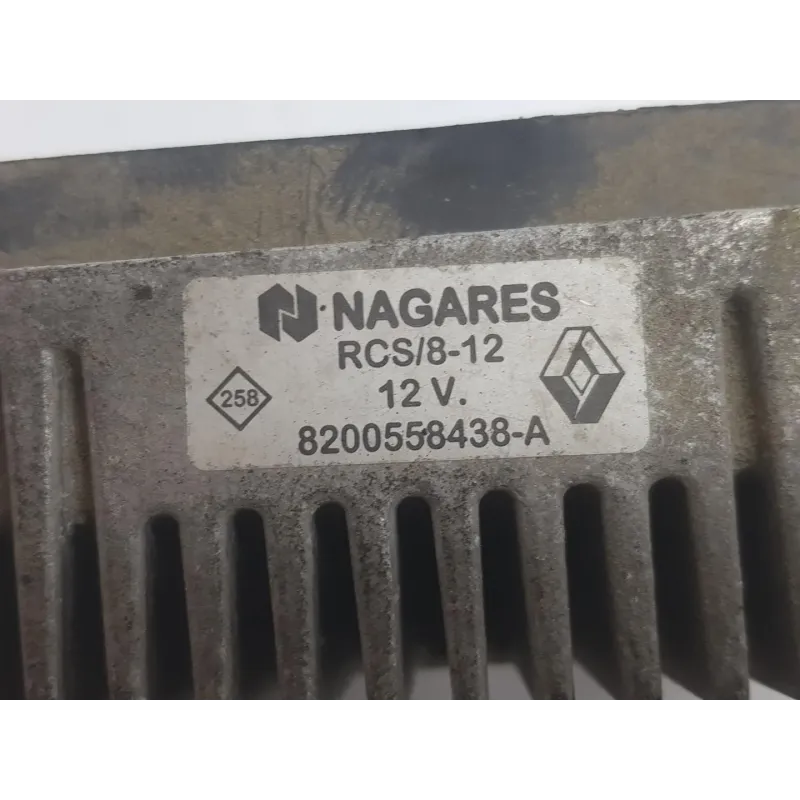 NAGARES
RCS/8-12
258
12 V.
8200558438-A